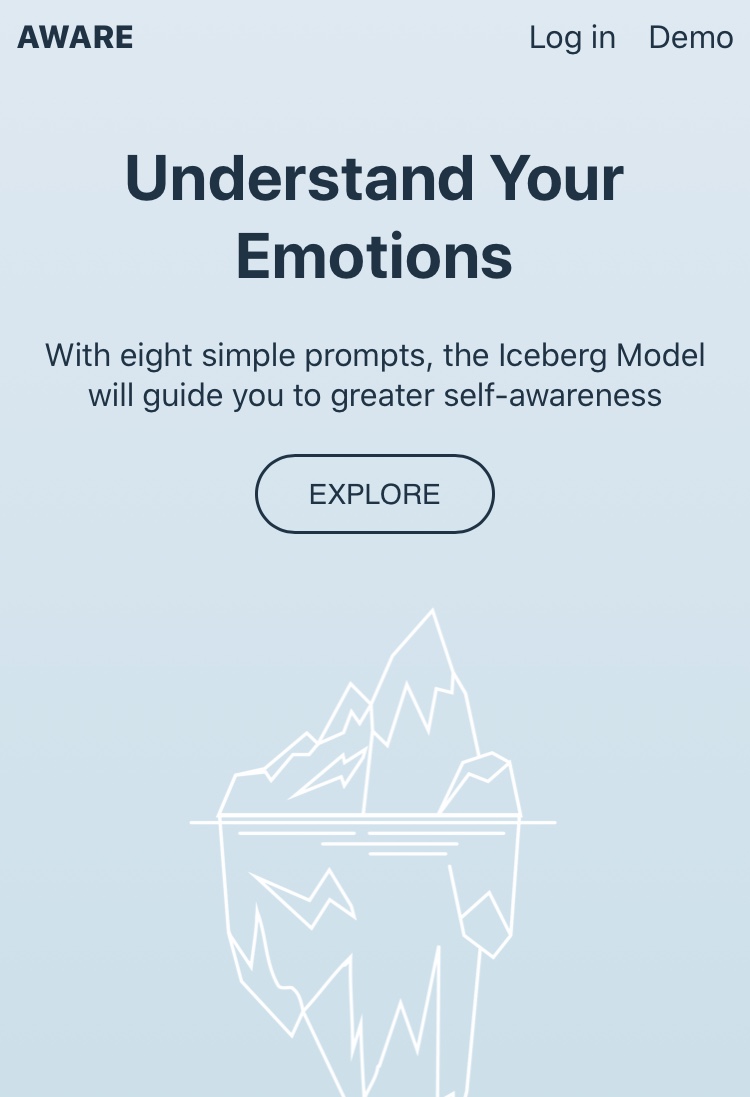 AWARE Log in Demo
Understand Your
Emotions
With eight simple prompts, the Iceberg Model
will guide you to greater self-awareness
EXPLORE